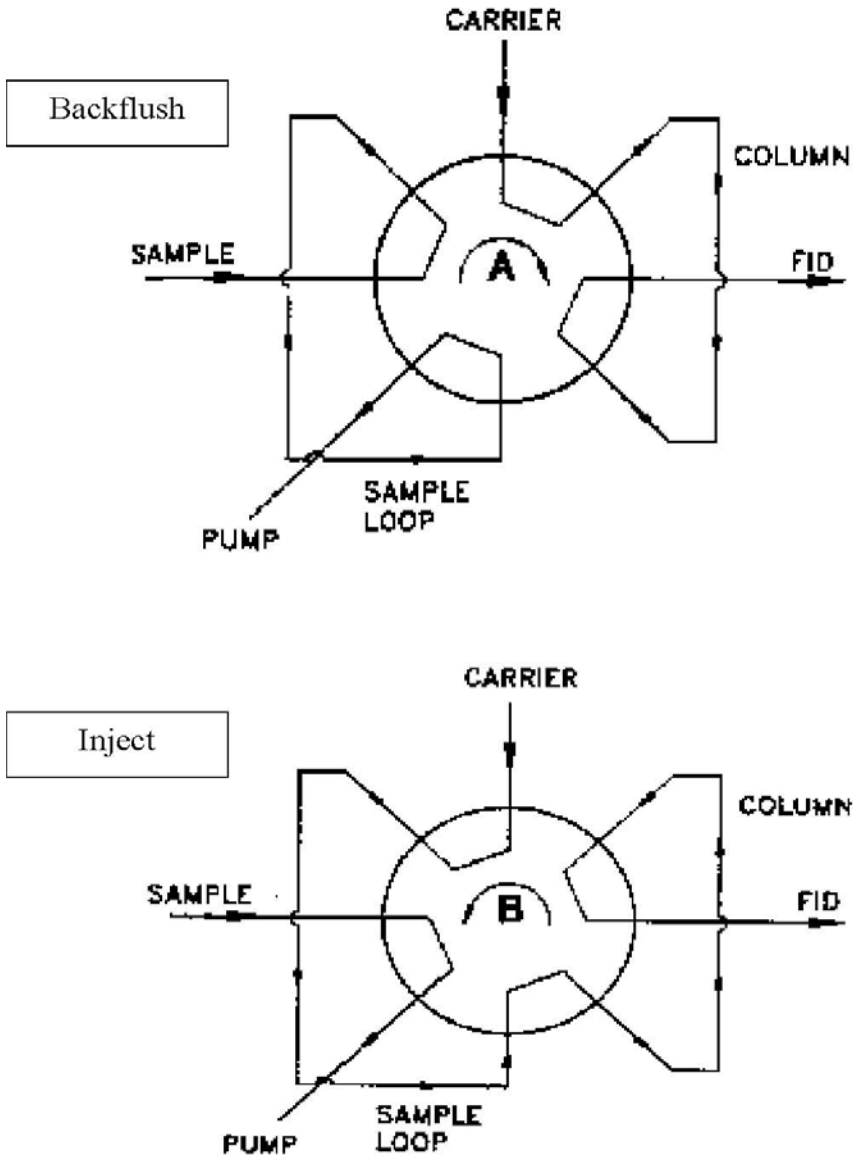 CARRIER
Backflush
COLUMN
SAMPLE
A
FID
SAMPLE
LOOP
PUMP
CARRIER
Inject
COLUMN
SAMPLE
B
FID
SAMPLE
LOOP
PUMP